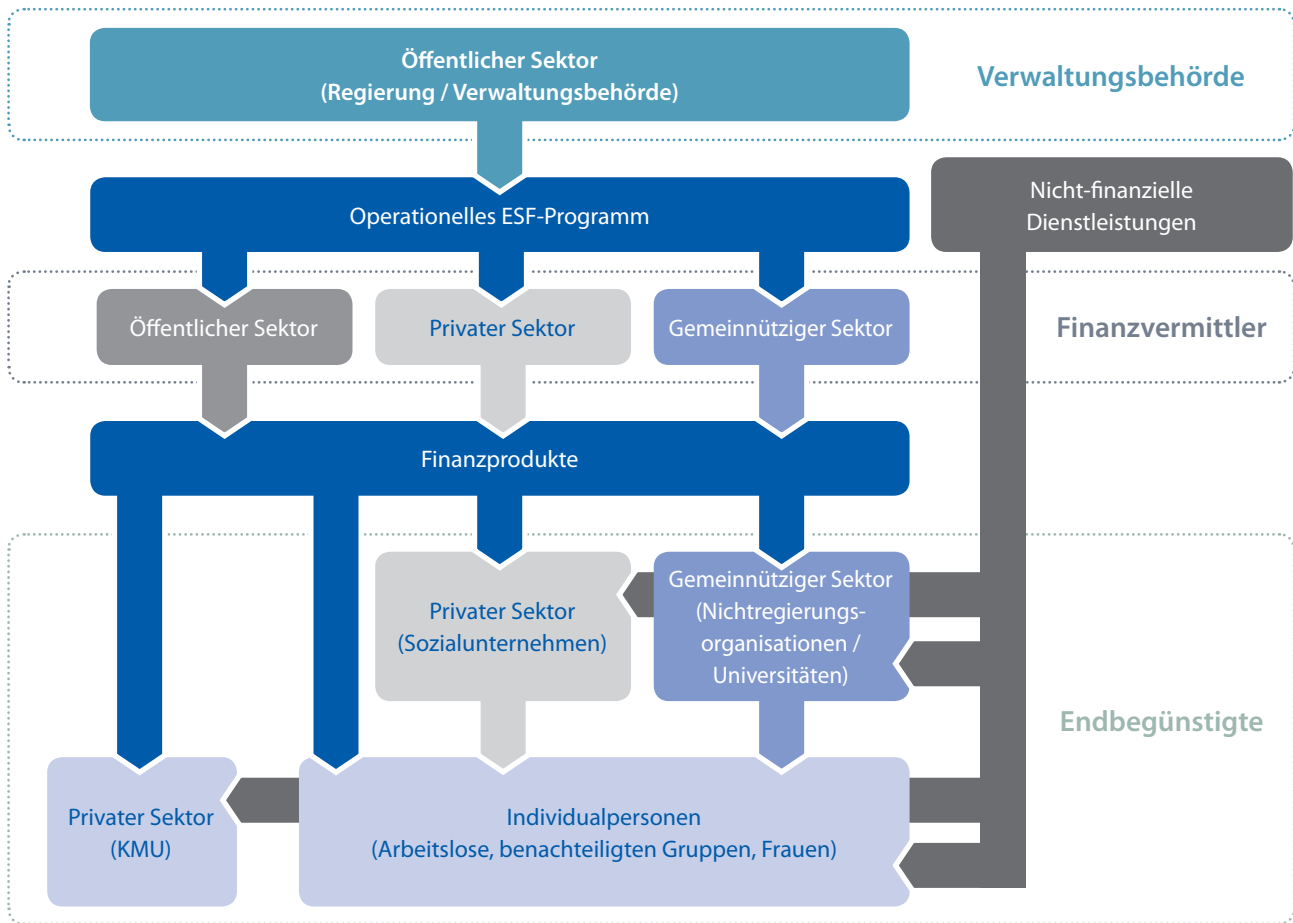 Öffentlicher Sektor
(Regierung / Verwaltungsbehörde)
Verwaltungsbehörde
Operationelles ESF-Programm
Nicht-finanzielle
Dienstleistungen
Öffentlicher Sektor
Privater Sektor
Gemeinnütziger Sektor
Finanzvermittler
Finanzprodukte
Privater Sektor
(Sozialunternehmen)
Gemeinnütziger Sektor
(Nichtregierungs-
organisationen /
Universitäten)
Endbegünstigte
Privater Sektor
(KMU)
Individualpersonen
(Arbeitslose, benachteiligten Gruppen, Frauen)